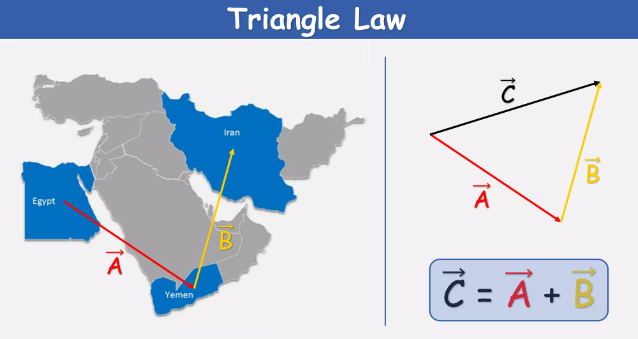 Triangle Law
Iran
Egypt
Yemen
A
B
C
A
B
C = A + B